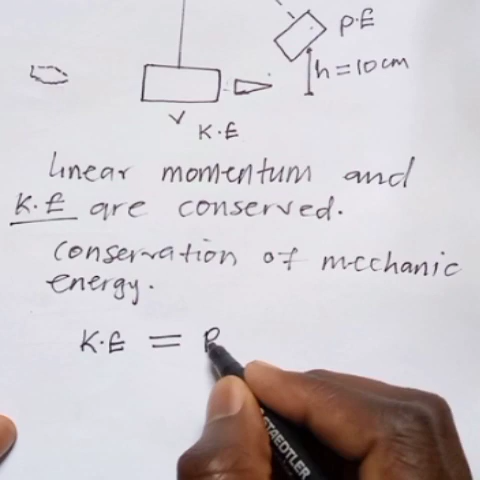 P.E
h = 10cm
V
K.E
linear momentum and
K.E are conserved.
conservation of mechanic
energy.
K.E = P
STAEDTLER